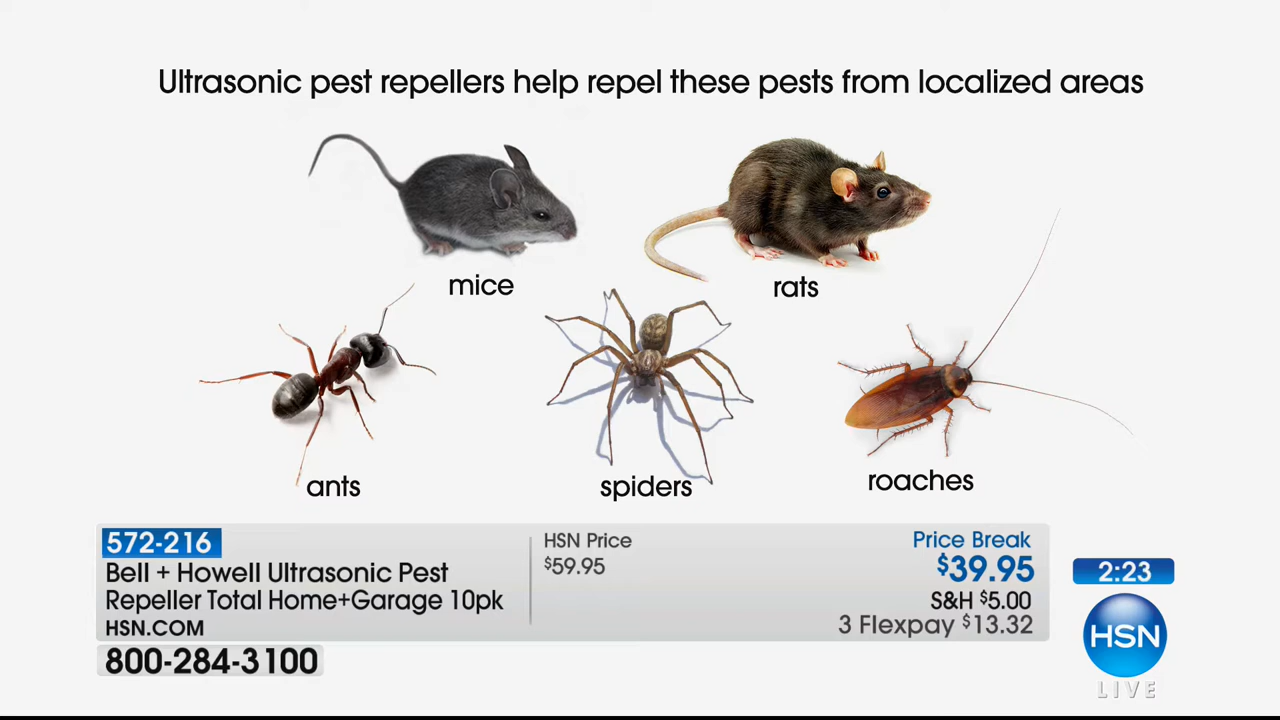 Ultrasonic pest repellers help repel these pests from localized areas
mice
rats
ants
spiders
roaches
572-216
Bell + Howell Ultrasonic Pest
Repeller Total Home+Garage 10pk
HSN.COM
800-284-3100
HSN Price
$59.95
Price Break
$39.95
S&H $5.00
3 Flexpay $13.32
2:23
HSN
LIVE